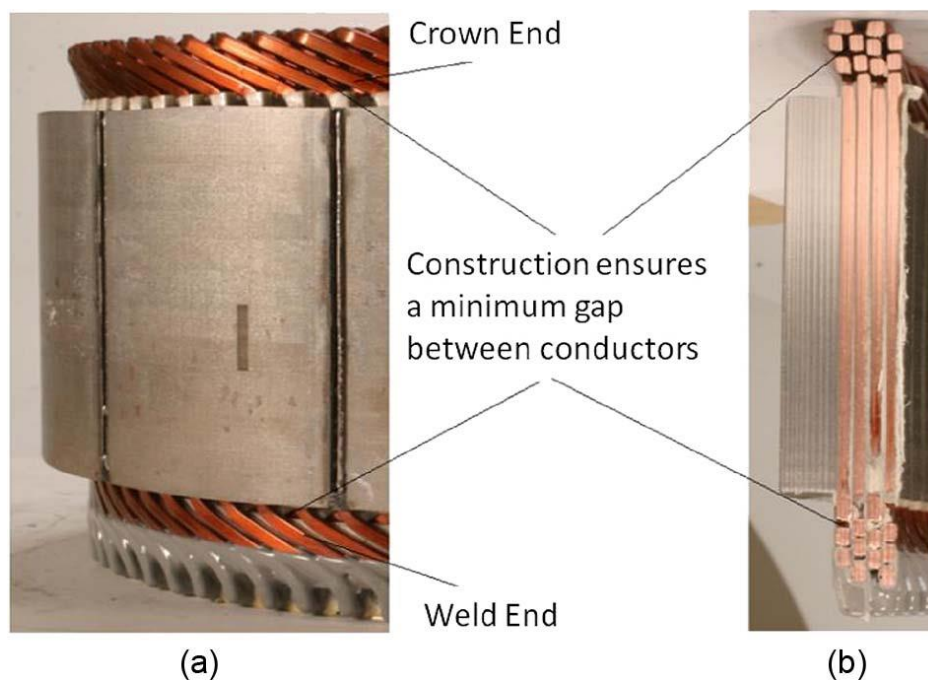 Crown End
Construction ensures
a minimum gap
between conductors
Weld End
(a)
(b)